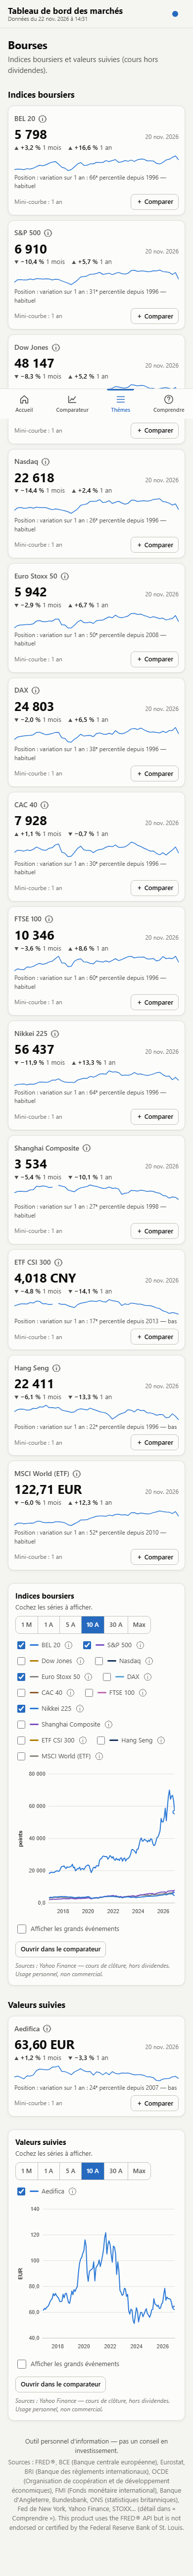 Tableau de bord des marchés
Données du 22 nov. 2026 à 14h31
Bourses
Indices boursiers et valeurs suivies (cours hors
dividendes).
Indices boursiers
BEL 20
5 798
20 nov. 2026
▲ +3,2 % 1 mois ▲ +16,6 % 1 an
Position : variation sur 1 an : 66ᵉ percentile depuis 1996 —
habituel
Mini-courbe : 1 an
+ Comparer
S&P 500
6 910
20 nov. 2026
▼ −10,4 % 1 mois ▲ +5,7 % 1 an
Position : variation sur 1 an : 31ᵉ percentile depuis 1996 —
habituel
Mini-courbe : 1 an
+ Comparer
Dow Jones
48 147
20 nov. 2026
▼ −8,3 % 1 mois ▲ +5,2 % 1 an
Accueil
Comparateur
Thèmes
Comprendre
Mini-courbe : 1 an
+ Comparer
Nasdaq
22 618
20 nov. 2026
▼ −14,4 % 1 mois ▲ +2,4 % 1 an
Position : variation sur 1 an : 26ᵉ percentile depuis 1996 —
habituel
Mini-courbe : 1 an
+ Comparer
Euro Stoxx 50
5 942
20 nov. 2026
▼ −2,9 % 1 mois ▲ +6,7 % 1 an
Position : variation sur 1 an : 50ᵉ percentile depuis 2008 —
habituel
Mini-courbe : 1 an
+ Comparer
DAX
24 803
20 nov. 2026
▼ −2,0 % 1 mois ▲ +6,5 % 1 an
Position : variation sur 1 an : 38ᵉ percentile depuis 1996 —
habituel
Mini-courbe : 1 an
+ Comparer
CAC 40
7 928
20 nov. 2026
▲ +1,1 % 1 mois ▼ −0,7 % 1 an
Position : variation sur 1 an : 30ᵉ percentile depuis 1996 —
habituel
Mini-courbe : 1 an
+ Comparer
FTSE 100
10 346
20 nov. 2026
▼ −3,6 % 1 mois ▲ +8,6 % 1 an
Position : variation sur 1 an : 60ᵉ percentile depuis 1996 —
habituel
Mini-courbe : 1 an
+ Comparer
Nikkei 225
56 437
20 nov. 2026
▼ −11,9 % 1 mois ▲ +13,3 % 1 an
Position : variation sur 1 an : 64ᵉ percentile depuis 1996 —
habituel
Mini-courbe : 1 an
+ Comparer
Shanghai Composite
3 534
20 nov. 2026
▼ −5,4 % 1 mois ▼ −10,1 % 1 an
Position : variation sur 1 an : 27ᵉ percentile depuis 1998 —
habituel
Mini-courbe : 1 an
+ Comparer
ETF CSI 300
4,018 CNY
20 nov. 2026
▼ −4,8 % 1 mois ▼ −14,1 % 1 an
Position : variation sur 1 an : 17ᵉ percentile depuis 2013 — bas
Mini-courbe : 1 an
+ Comparer
Hang Seng
22 411
20 nov. 2026
▼ −6,1 % 1 mois ▼ −13,3 % 1 an
Position : variation sur 1 an : 22ᵉ percentile depuis 1996 — bas
Mini-courbe : 1 an
+ Comparer
MSCI World (ETF)
122,71 EUR
20 nov. 2026
▼ −6,0 % 1 mois ▲ +12,3 % 1 an
Position : variation sur 1 an : 52ᵉ percentile depuis 2010 —
habituel
Mini-courbe : 1 an
+ Comparer
Indices boursiers
Cochez les séries à afficher.
1 M 1 A 5 A 10 A 30 A Max
BEL 20 S&P 500
Dow Jones Nasdaq
Euro Stoxx 50 DAX
CAC 40 FTSE 100
Nikkei 225
Shanghai Composite
ETF CSI 300 Hang Seng
MSCI World (ETF)
80 000
60 000
40 000
20 000
0.0
points
2018 2020 2022 2024 2026
Afficher les grands événements
Ouvrir dans le comparateur
Sources : Yahoo Finance — cours de clôture, hors dividendes.
Usage personnel, non commercial.
Valeurs suivies
Aedifica
63,60 EUR
20 nov. 2026
▲ +1,2 % 1 mois ▼ −3,3 % 1 an
Position : variation sur 1 an : 24ᵉ percentile depuis 2007 — bas
Mini-courbe : 1 an
+ Comparer
Valeurs suivies
Cochez les séries à afficher.
1 M 1 A 5 A 10 A 30 A Max
Aedifica
140
120
100
80,0
60,0
40,0
EUR
2018 2020 2022 2024 2026
Afficher les grands événements
Ouvrir dans le comparateur
Sources : Yahoo Finance — cours de clôture, hors dividendes.
Usage personnel, non commercial.
Outil personnel d'information — pas un conseil en
investissement.
Sources : FRED®, BCE (Banque centrale européenne), Eurostat,
BRI (Banque des règlements internationaux), OCDE
(Organisation de coopération et de développement
économiques), FMI (Fonds monétaire international), Banque
d'Angleterre, Bundesbank, ONS (statistiques britanniques),
Fed de New York, Yahoo Finance, STOXX… (détail dans «
Comprendre »). This product uses the FRED® API but is not
endorsed or certified by the Federal Reserve Bank of St. Louis.